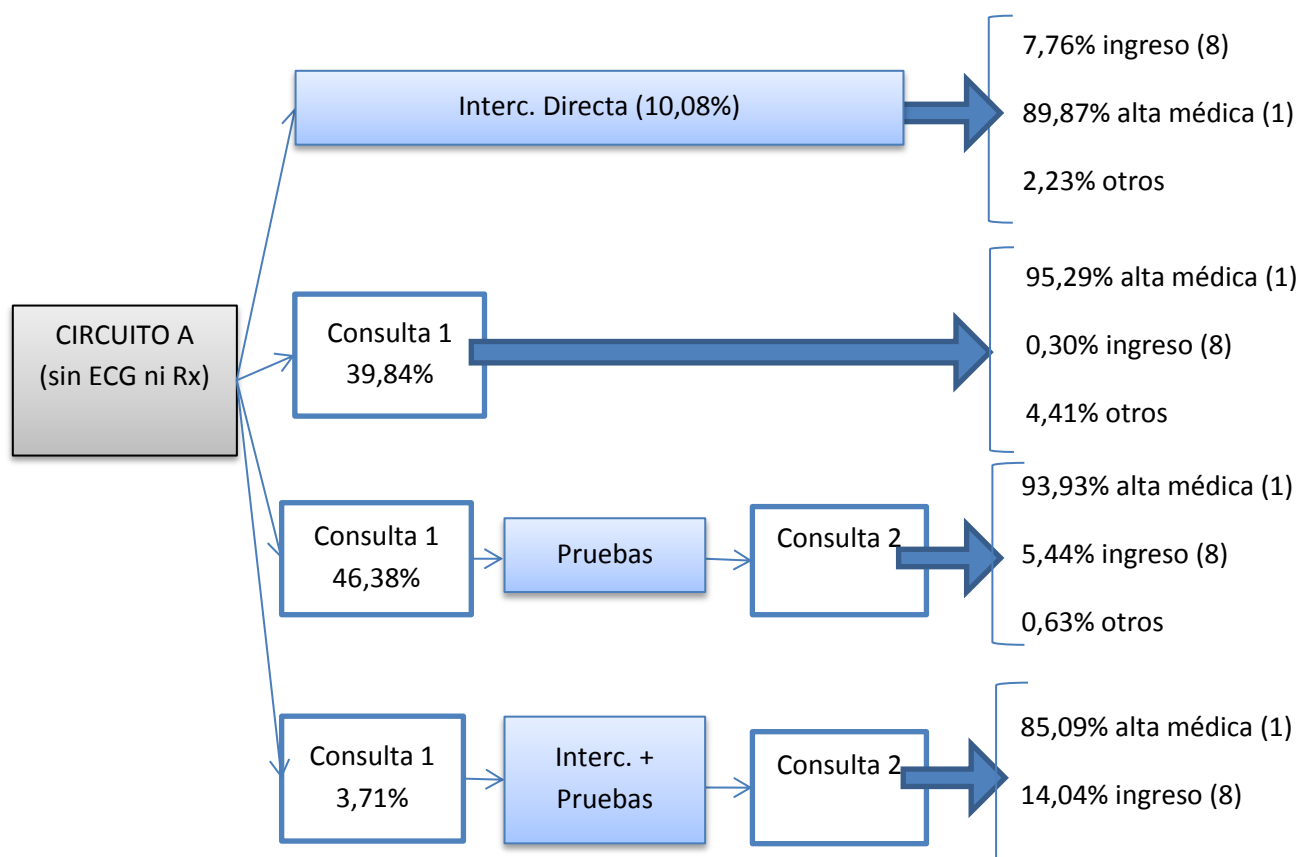 CIRCUITO A
(sin ECG ni Rx)
Interc. Directa (10,08%)
7,76% ingreso (8)
89,87% alta médica (1)
2,23% otros
Consulta 1
39,84%
95,29% alta médica (1)
0,30% ingreso (8)
4,41% otros
Consulta 1
46,38%
Pruebas
Consulta 2
93,93% alta médica (1)
5,44% ingreso (8)
0,63% otros
Consulta 1
3,71%
Interc. +
Pruebas
Consulta 2
85,09% alta médica (1)
14,04% ingreso (8)